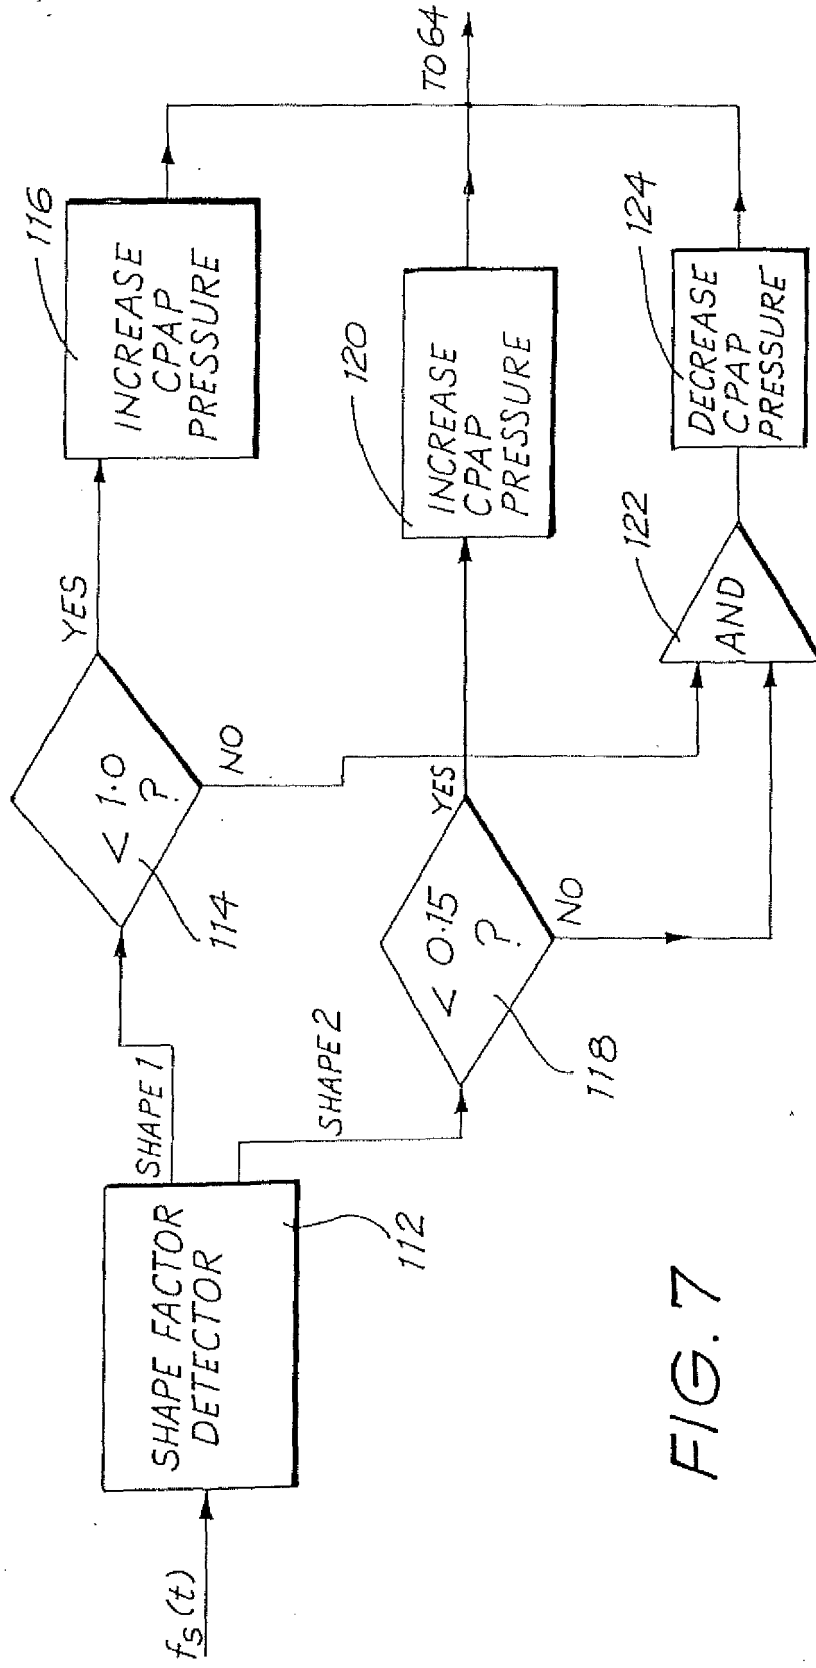 fs(t)
SHAPE FACTOR
DETECTOR
112
SHAPE 1
SHAPE 2
< 1.0
?
114
YES
NO
INCREASE
CPAP
PRESSURE
116
< 0.15
?
118
YES
NO
INCREASE
CPAP
PRESSURE
120
AND
122
DECREASE
CPAP
PRESSURE
124
TO 64
FIG. 7